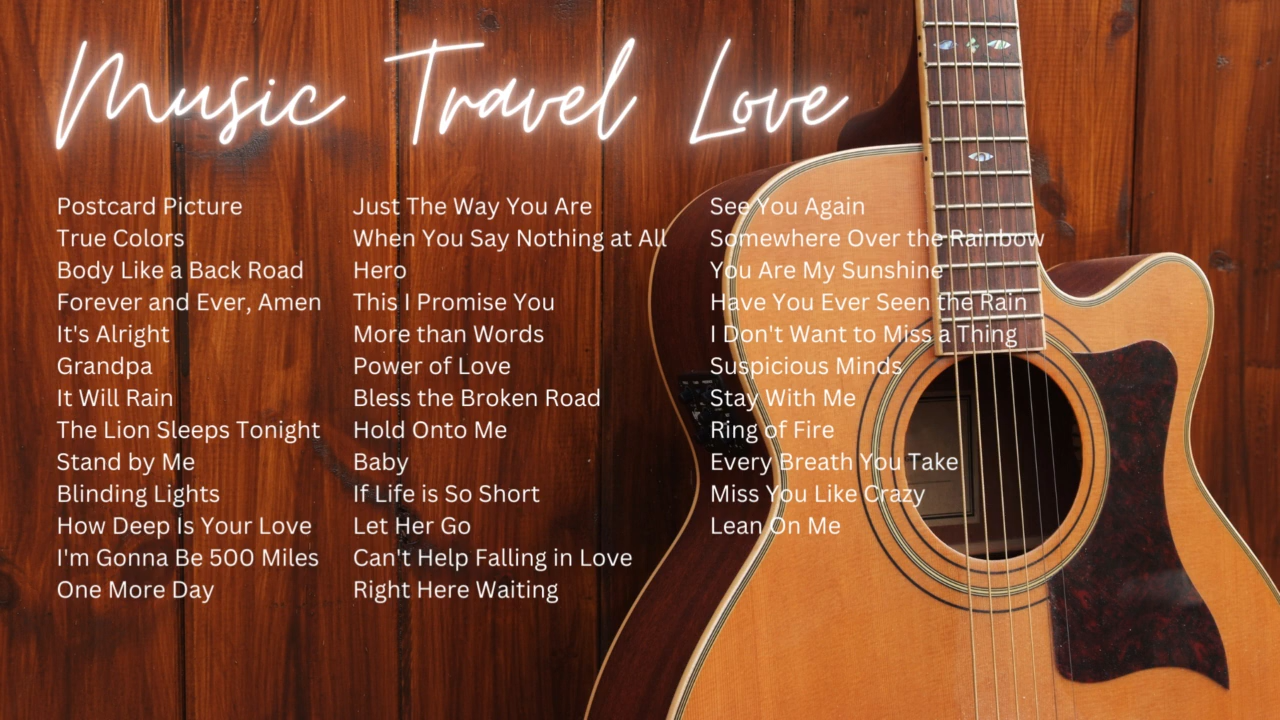 Music Travel Love
Postcard Picture
True Colors
Body Like a Back Road
Forever and Ever, Amen
It's Alright
Grandpa
It Will Rain
The Lion Sleeps Tonight
Stand by Me
Blinding Lights
How Deep Is Your Love
I'm Gonna Be 500 Miles
One More Day
Just The Way You Are
When You Say Nothing at All
Hero
This I Promise You
More than Words
Power of Love
Bless the Broken Road
Hold Onto Me
Baby
If Life is So Short
Let Her Go
Can't Help Falling in Love
Right Here Waiting
See You Again
Somewhere Over the Rainbow
You Are My Sunshine
Have You Ever Seen the Rain
I Don't Want to Miss a Thing
Suspicious Minds
Stay With Me
Ring of Fire
Every Breath You Take
Miss You Like Crazy
Lean On Me